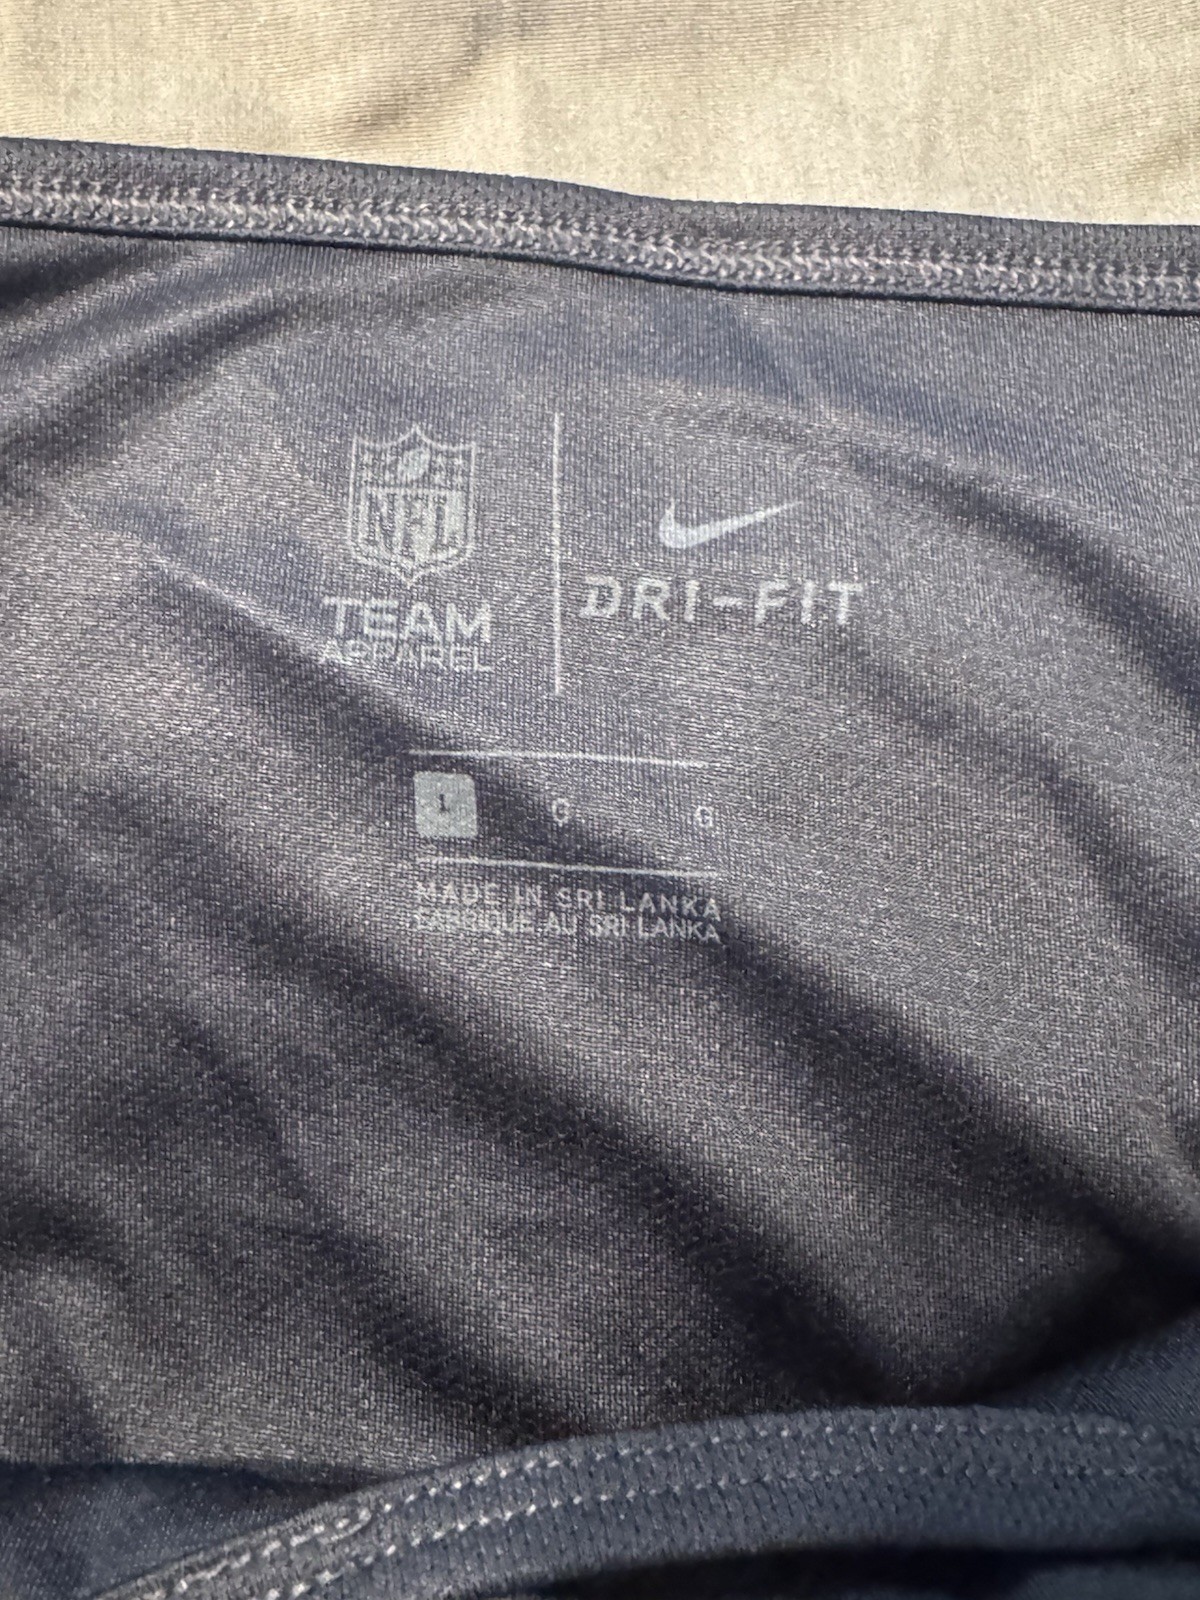 NFL
TEAM
APPAREL
DRI-FIT
L G G
MADE IN SRI LANKA
FABRIQUE AU SRI LANKA